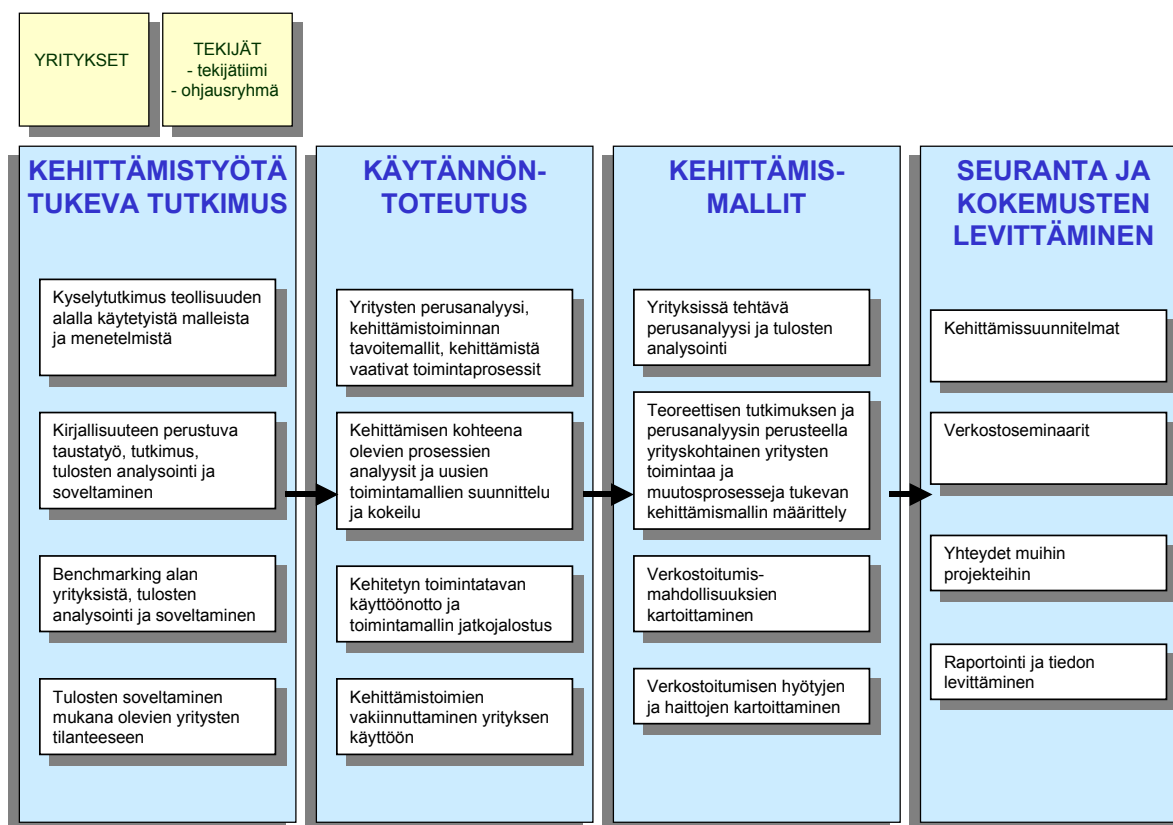 YRITYKSET
TEKIJÄT
- tekijätiimi
- ohjausryhmä
KEHITTÄMISTYÖTÄ
TUKEVA TUTKIMUS
Kyselytutkimus teollisuuden
alalla käytetyistä malleista
ja menetelmistä
Kirjallisuuteen perustuva
taustatyö, tutkimus,
tulosten analysointi ja
soveltaminen
Benchmarking alan
yrityksistä, tulosten
analysointi ja soveltaminen
Tulosten soveltaminen
mukana olevien yritysten
tilanteeseen
KÄYTÄNNÖN-
TOTEUTUS
Yritysten perusanalyysi,
kehittämistoiminnan
tavoitemallit, kehittämistä
vaativat toimintaprosessit
Kehittämisen kohteena
olevien prosessien
analyysit ja uusien
toimintamallien suunnittelu
ja kokeilu
Kehitetyn toimintatavan
käyttöönotto ja
toimintamallin jatkojalostus
Kehittämistoimien
vakiinnuttaminen yrityksen
käyttöön
KEHITTÄMIS-
MALLIT
Yrityksissä tehtävä
perusanalyysi ja tulosten
analysointi
Teoreettisen tutkimuksen ja
perusanalyysin perusteella
yrityskohtainen yritysten
toimintaa ja
muutosprosesseja tukevan
kehittämismallin määrittely
Verkostoitumis-
mahdollisuuksien
kartoittaminen
Verkostoitumisen hyötyjen
ja haittojen kartoittaminen
SEURANTA JA
KOKEMUSTEN
LEVITTÄMINEN
Kehittämissuunnitelmat
Verkostoseminaarit
Yhteydet muihin
projekteihin
Raportointi ja tiedon
levittäminen